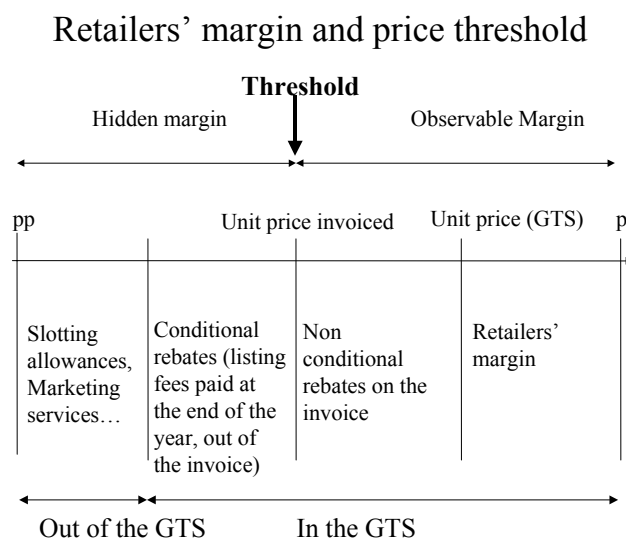 Retailers’ margin and price threshold
Threshold
Hidden margin
Observable Margin
pp
Unit price invoiced
Unit price (GTS)
p
Slotting
allowances,
Marketing
services…
Conditional
rebates (listing
fees paid at
the end of the
year, out of
the invoice)
Non
conditional
rebates on the
invoice
Retailers’
margin
Out of the GTS
In the GTS